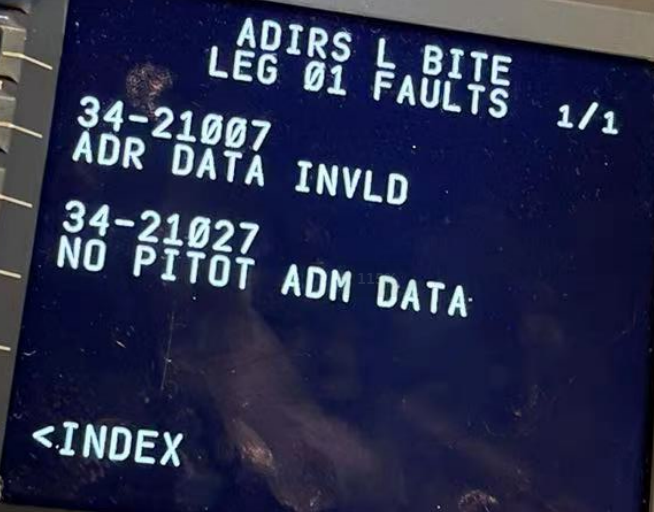 ADIRS L BITE
LEG 01 FAULTS 1/1
34-21007
ADR DATA INVLD
34-21027
NO PITOT ADM DATA
<INDEX